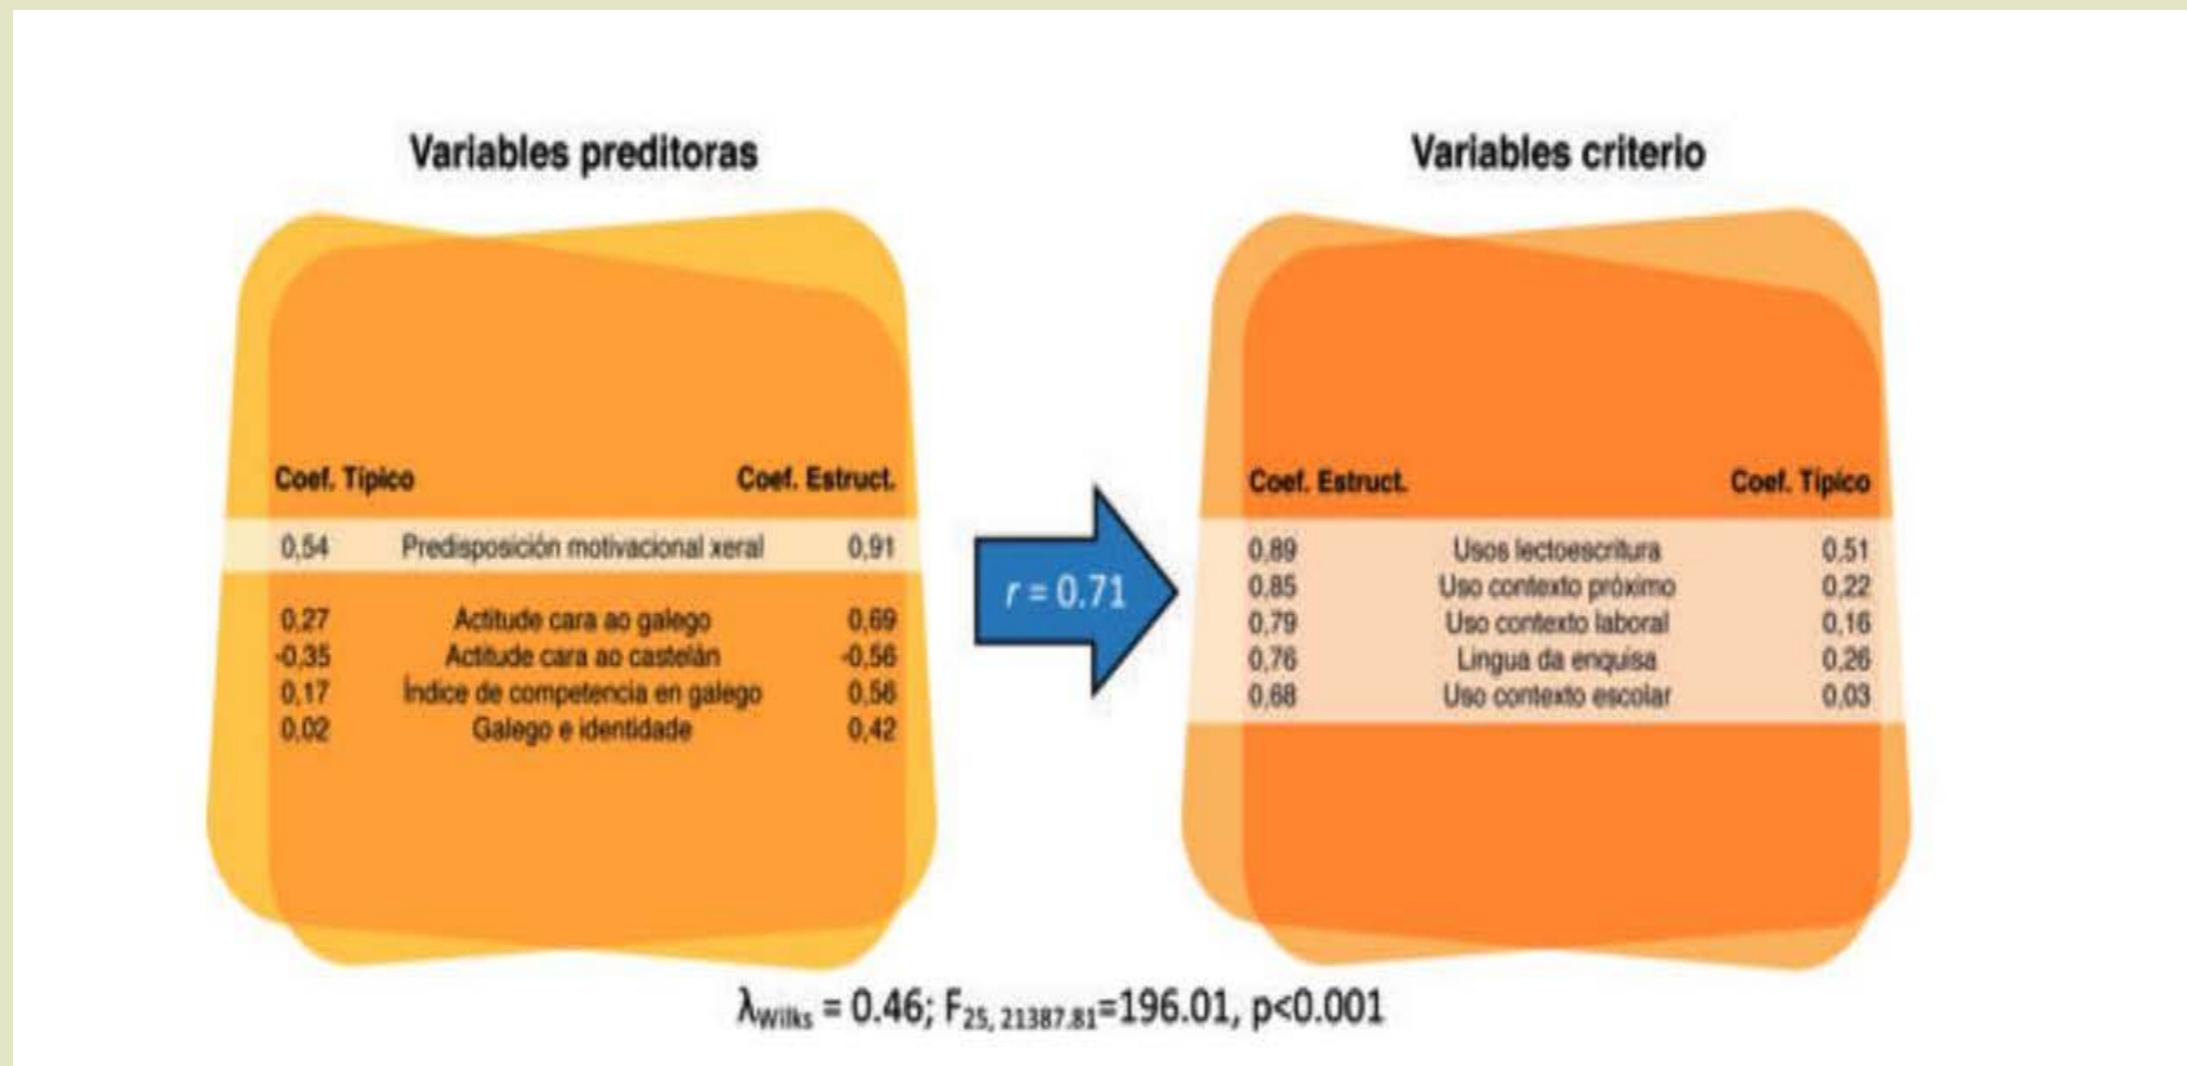 Variables preditoras
Coef. Típico Coef. Estruct.
0,54 Predisposición motivacional xeral 0,91
0,27 Actitude cara ao galego 0,69
-0,35 Actitude cara ao castelán -0,56
0,17 Índice de competencia en galego 0,56
0,02 Galego e identidade 0,42
r = 0.71
Variables criterio
Coef. Estruct. Coef. Típico
0,89 Usos lectoescritura 0,51
0,85 Uso contexto próximo 0,22
0,79 Uso contexto laboral 0,16
0,76 Lingua da enquisa 0,26
0,68 Uso contexto escolar 0,03
λWilks = 0.46; F25, 21387.81=196.01, p<0.001